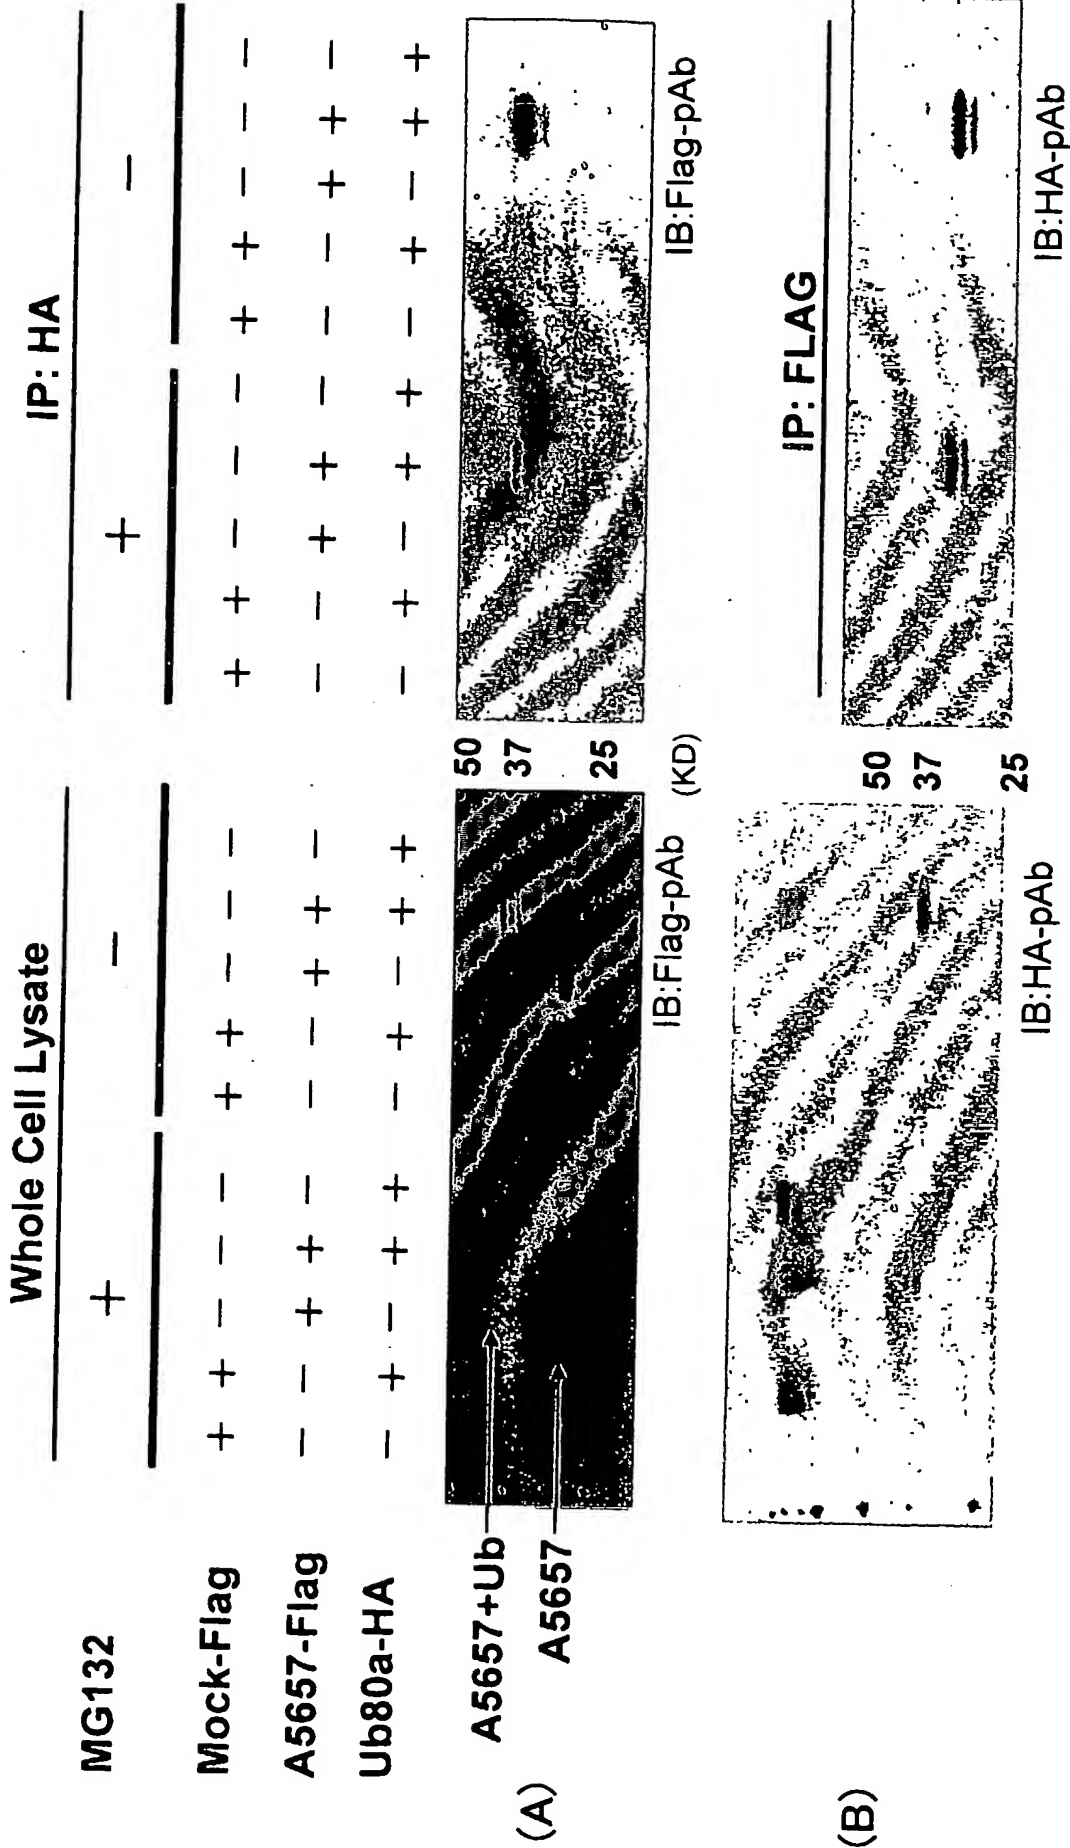 Whole Cell Lysate IP: HA
MG132 + − + −
Mock-Flag + + − − − + + − − − + + − − − + + − − −
A5657-Flag − − + + − − − + + − − − + + − − − + + −
Ub80a-HA − + − + + − + − + + − + − + + − + − + +
(A)
A5657+Ub
A5657
50
37
25
(KD)
IB:Flag-pAb IB:Flag-pAb
IP: FLAG
(B)
50
37
25
IB:HA-pAb IB:HA-pAb